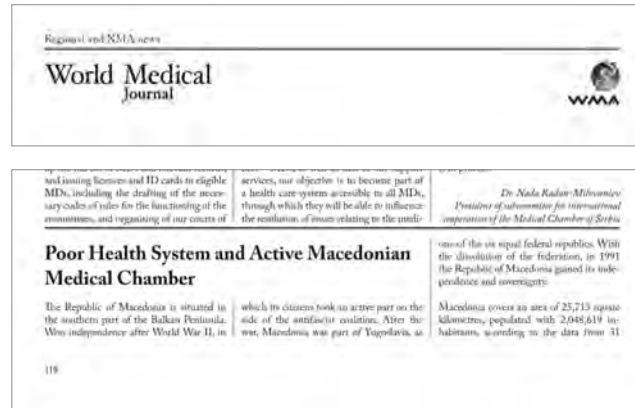 Regional and NMA news
World Medical
Journal
WMA
and issuing licences and ID cards to eligible
MDs, including the drafting of the neces-
sary codes of rules for the functioning of the
committees, and organising of our courts of
services, our objective is to become part of
a health care system accessible to all MDs,
through which they will be able to influence
the resolution of issues relating to the medi-
Dr. Nada Radan-Milovancev
President of subcommittee for international
cooperation of the Medical Chamber of Serbia
Poor Health System and Active Macedonian
Medical Chamber
The Republic of Macedonia is situated in
the southern part of the Balkan Peninsula.
Won independence after World War II, in
which its citizens took an active part on the
side of the antifascist coalition. After the
war, Macedonia was part of Yugoslavia, as
one of the six equal federal republics. With
the dissolution of the federation, in 1991
the Republic of Macedonia gained its inde-
pendence and sovereignty.
Macedonia covers an area of 25,713 square
kilometres, populated with 2,048,619 in-
habitants, according to the data from 31
118